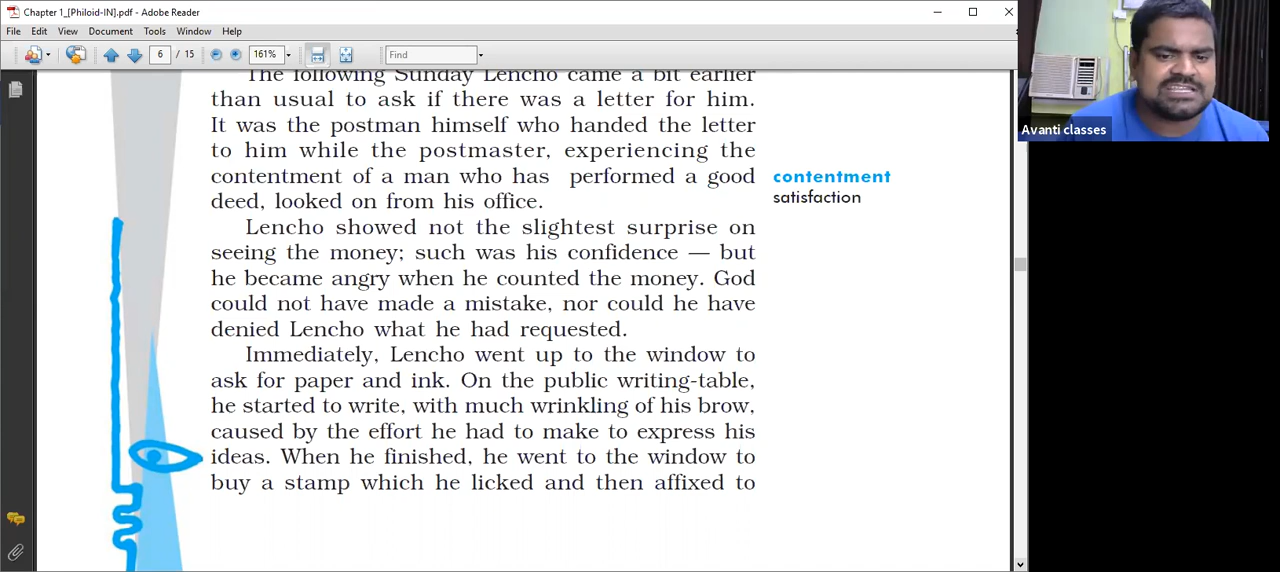 Chapter 1_[Philoid-IN].pdf - Adobe Reader
File Edit View Document Tools Window Help
6 / 15 161% Find
The following Sunday Lencho came a bit earlier
than usual to ask if there was a letter for him.
It was the postman himself who handed the letter
to him while the postmaster, experiencing the
contentment of a man who has performed a good
deed, looked on from his office.
contentment
satisfaction
Lencho showed not the slightest surprise on
seeing the money; such was his confidence — but
he became angry when he counted the money. God
could not have made a mistake, nor could he have
denied Lencho what he had requested.
Immediately, Lencho went up to the window to
ask for paper and ink. On the public writing-table,
he started to write, with much wrinkling of his brow,
caused by the effort he had to make to express his
ideas. When he finished, he went to the window to
buy a stamp which he licked and then affixed to
Avanti classes